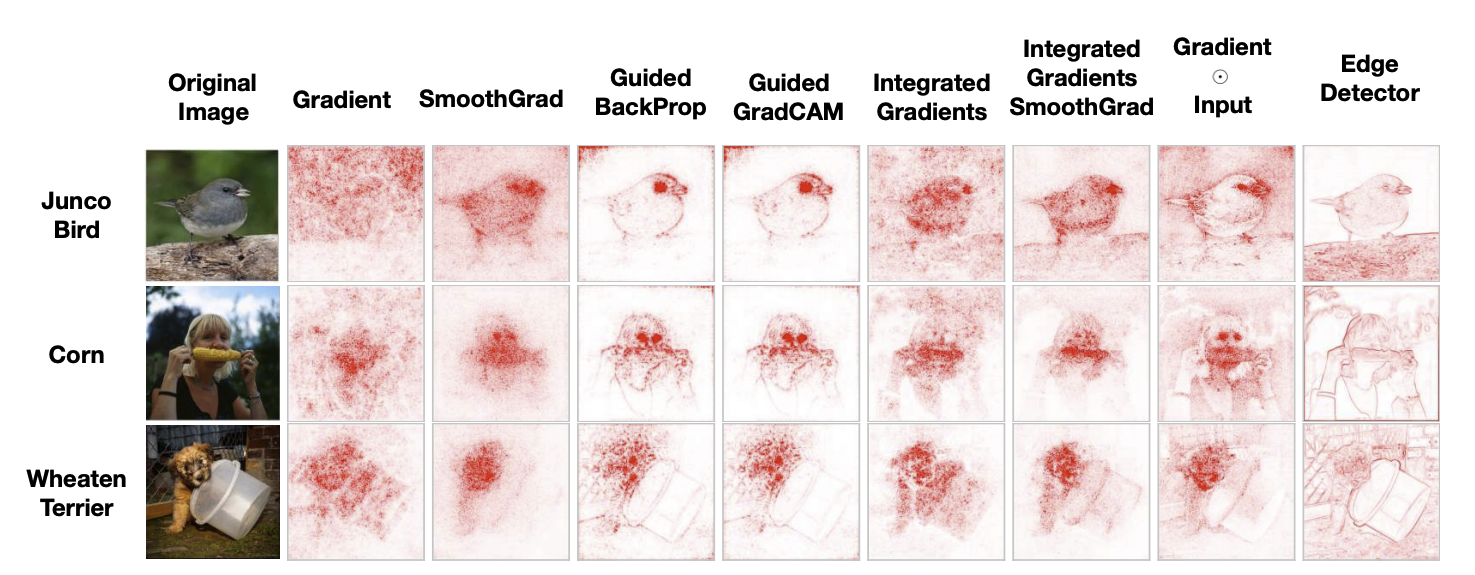 Original
Image
Gradient
SmoothGrad
Guided
BackProp
Guided
GradCAM
Integrated
Gradients
Integrated
Gradients
SmoothGrad
Gradient
⊙
Input
Edge
Detector
Junco
Bird
Corn
Wheaten
Terrier